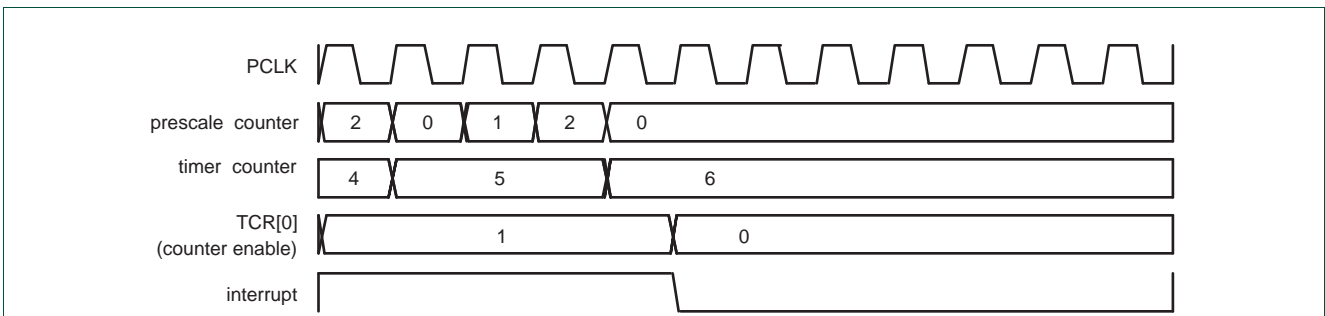 PCLK
prescale counter 2 0 1 2 0
timer counter 4 5 6
TCR[0]
(counter enable) 1 0
interrupt